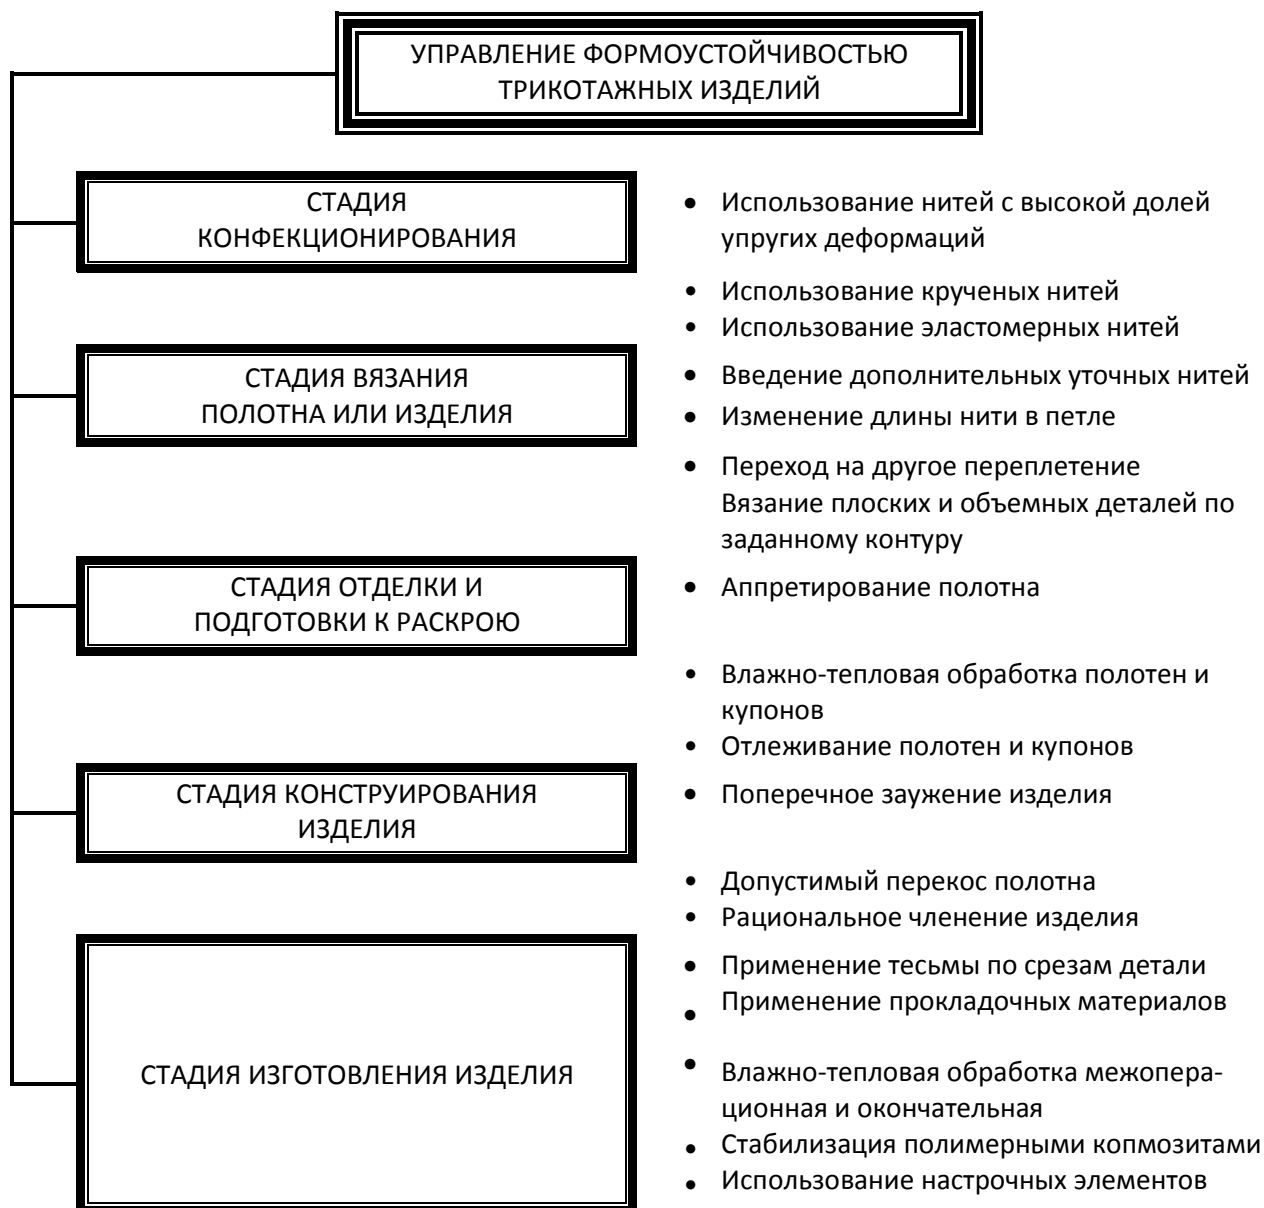 УПРАВЛЕНИЕ ФОРМОУСТОЙЧИВОСТЬЮ
ТРИКОТАЖНЫХ ИЗДЕЛИЙ
СТАДИЯ
КОНФЕКЦИОНИРОВАНИЯ
• Использование нитей с высокой долей
упругих деформаций
• Использование крученых нитей
• Использование эластомерных нитей
СТАДИЯ ВЯЗАНИЯ
ПОЛОТНА ИЛИ ИЗДЕЛИЯ
• Введение дополнительных уточных нитей
• Изменение длины нити в петле
• Переход на другое переплетение
Вязание плоских и объемных деталей по
заданному контуру
СТАДИЯ ОТДЕЛКИ И
ПОДГОТОВКИ К РАСКРОЮ
• Аппретирование полотна
• Влажно-тепловая обработка полотен и
купонов
• Отлеживание полотен и купонов
СТАДИЯ КОНСТРУИРОВАНИЯ
ИЗДЕЛИЯ
• Поперечное заужение изделия
• Допустимый перекос полотна
• Рациональное членение изделия
СТАДИЯ ИЗГОТОВЛЕНИЯ ИЗДЕЛИЯ
• Применение тесьмы по срезам детали
• Применение прокладочных материалов
• Влажно-тепловая обработка межопера-
ционная и окончательная
• Стабилизация полимерными копмозитами
• Использование настрочных элементов